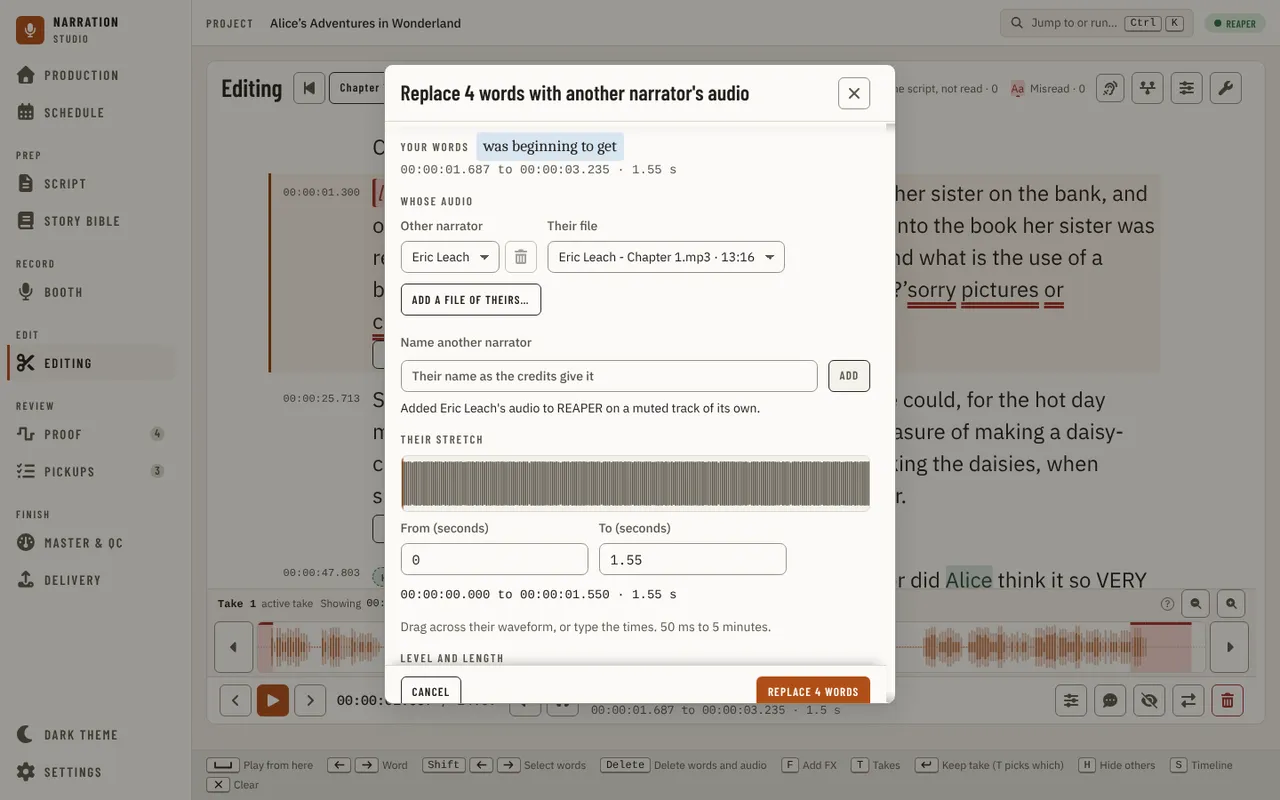 NARRATION
STUDIO
PRODUCTION
SCHEDULE
PREP
SCRIPT
STORY BIBLE
RECORD
BOOTH
EDIT
EDITING
REVIEW
PROOF 4
PICKUPS 3
FINISH
MASTER & QC
DELIVERY
DARK THEME
SETTINGS
PROJECT Alice's Adventures in Wonderland
Jump to or run... Ctrl K
REAPER
Editing Chapter
script, not read · 0 Aa Misread · 0
00:00:01.300
her sister on the bank, and
into the book her sister was
what is the use of a
?’sorry pictures or
00:00:25.713
could, for the hot day
of making a daisy-
the daisies, when
00:00:47.803
did Alice think it so VERY
Replace 4 words with another narrator's audio
YOUR WORDS was beginning to get
00:00:01.687 to 00:00:03.235 · 1.55 s
WHOSE AUDIO
Other narrator Their file
Eric Leach Eric Leach - Chapter 1.mp3 · 13:16
ADD A FILE OF THEIRS...
Name another narrator
Their name as the credits give it ADD
Added Eric Leach's audio to REAPER on a muted track of its own.
THEIR STRETCH
From (seconds) To (seconds)
0 1.55
00:00:00.000 to 00:00:01.550 · 1.55 s
Drag across their waveform, or type the times. 50 ms to 5 minutes.
LEVEL AND LENGTH
CANCEL REPLACE 4 WORDS
Take 1 active take Showing
00:00:01.687 to 00:00:03.235 · 1.5 s
Play from here ← → Word Shift ← → Select words Delete Delete words and audio F Add FX T Takes Keep take (T picks which) H Hide others S Timeline
Clear